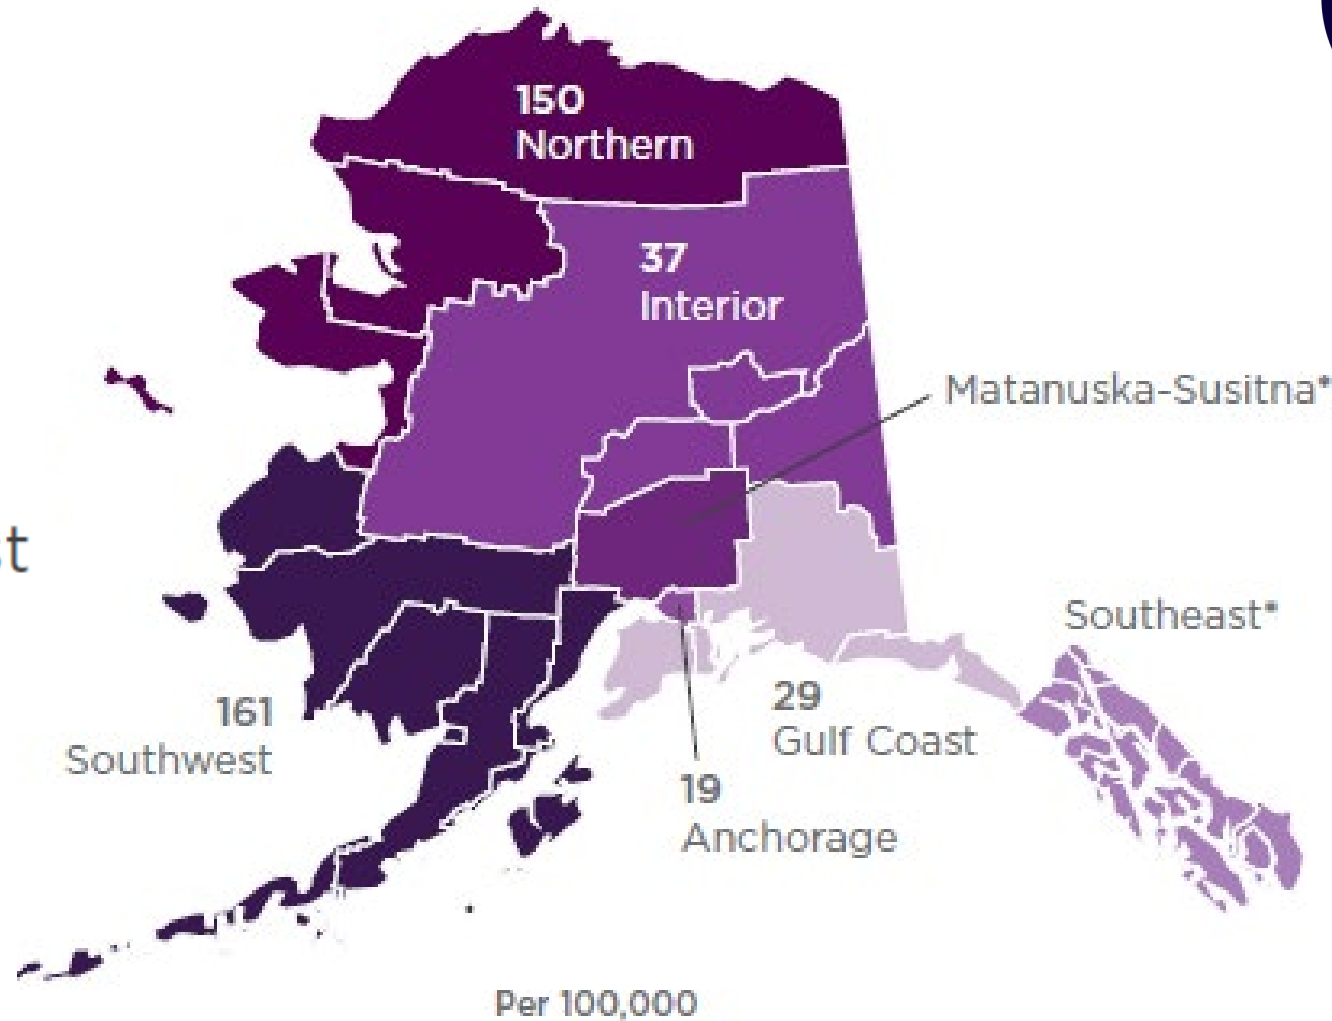 150
Northern
37
Interior
Matanuska-Susitna*
Southeast*
161
Southwest
29
Gulf Coast
19
Anchorage
Per 100,000